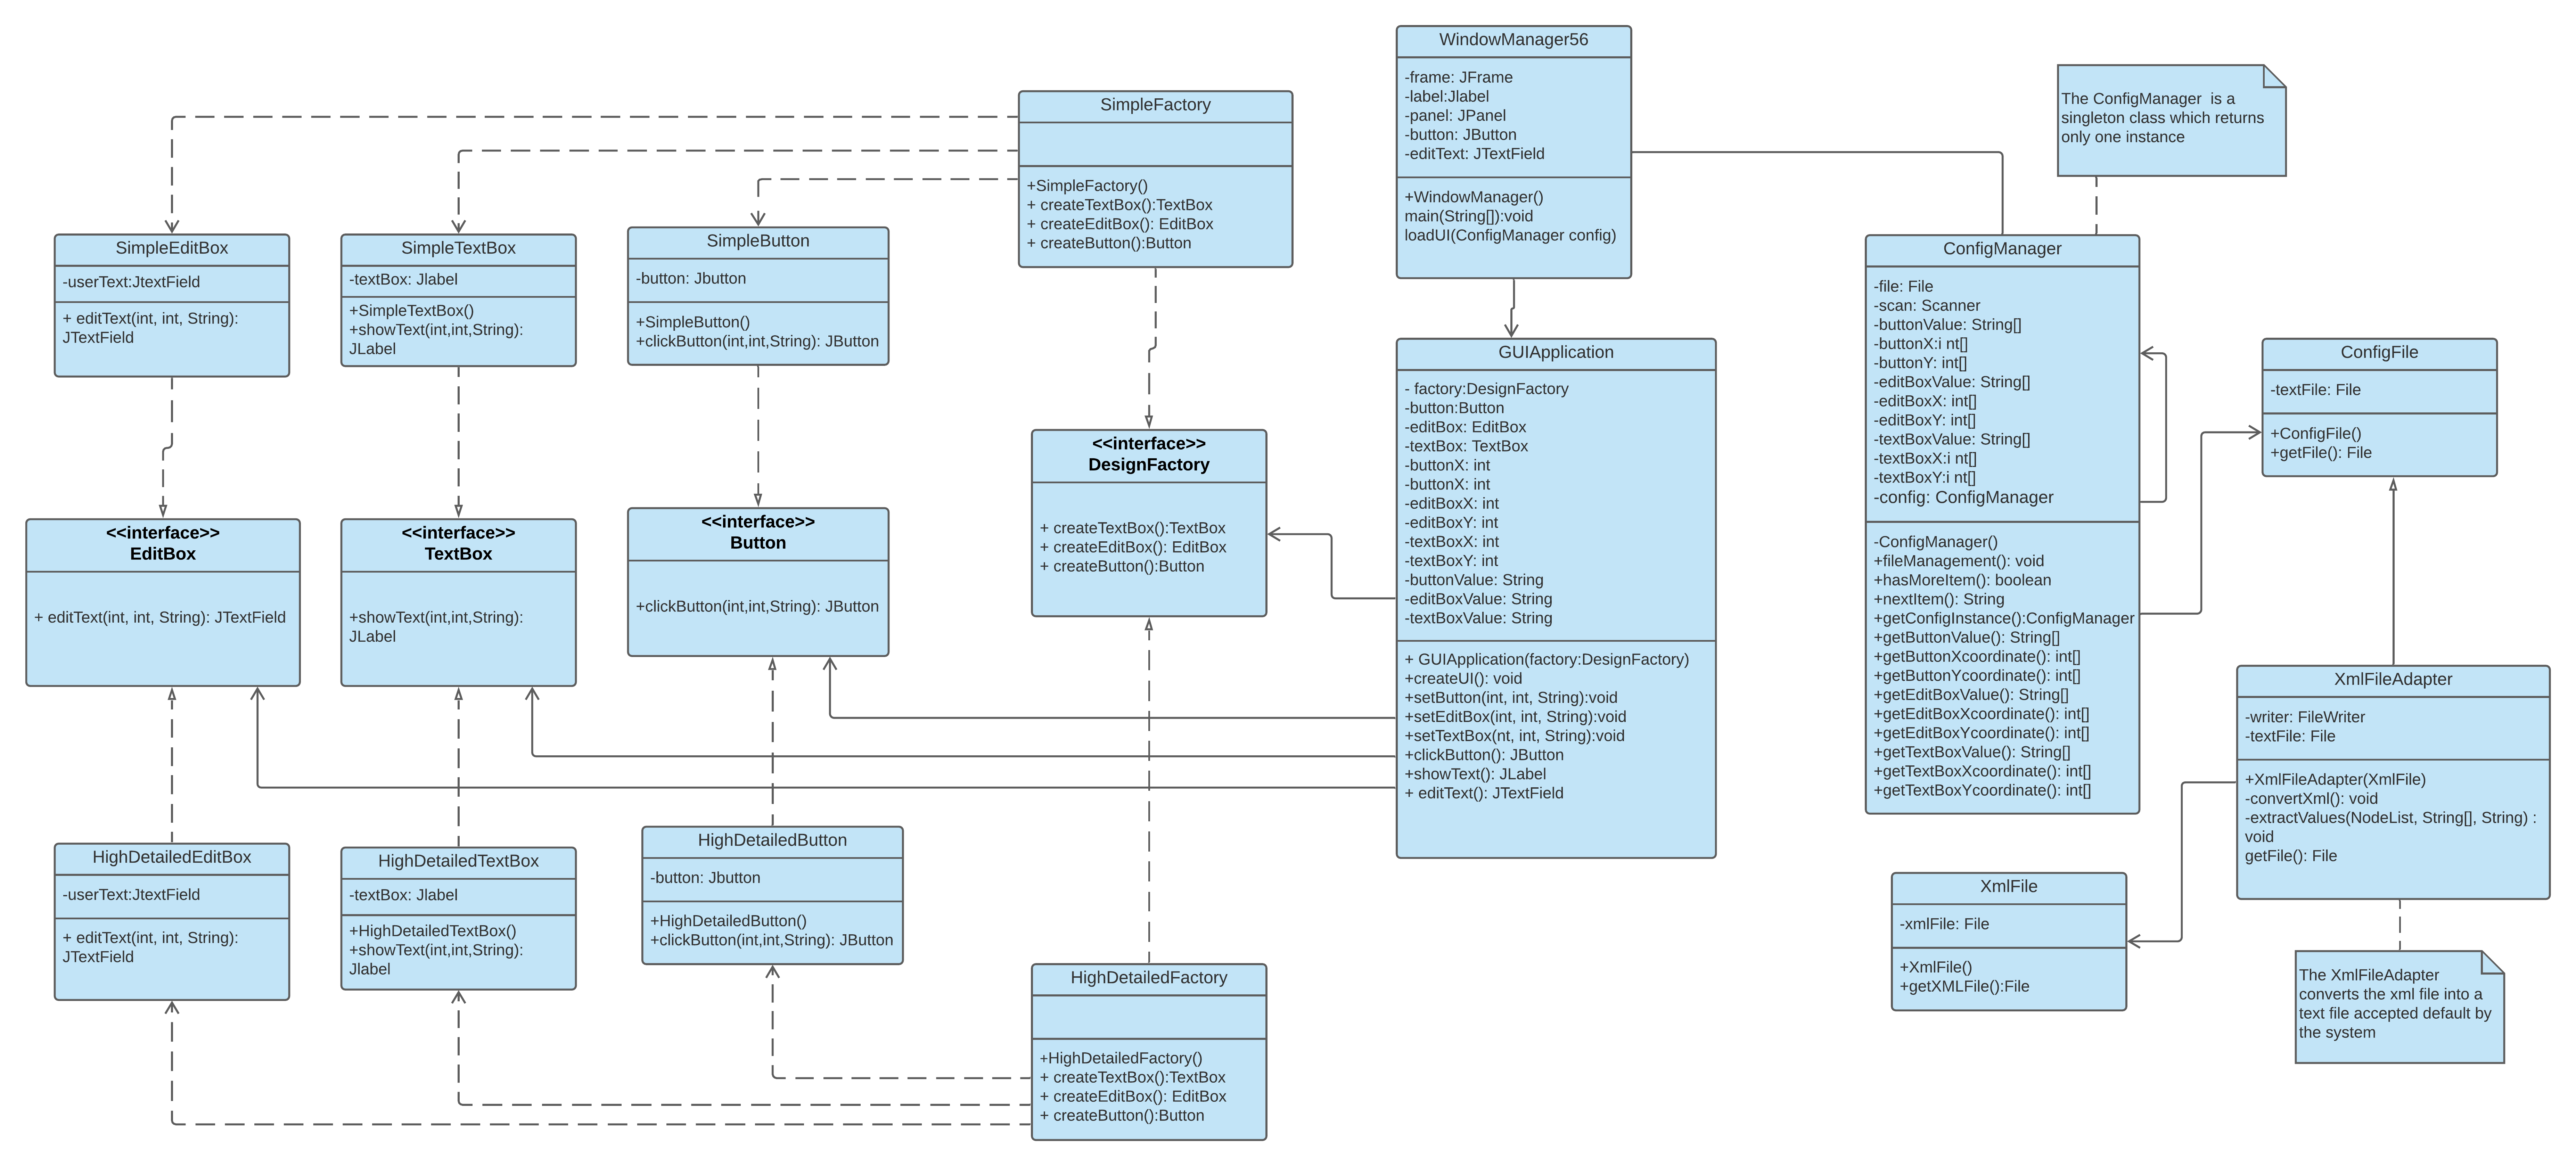 WindowManager56
-frame: JFrame
-label:Jlabel
-panel: JPanel
-button: JButton
-editText: JTextField
+WindowManager()
main(String[]):void
loadUI(ConfigManager config)
The ConfigManager  is a
singleton class which returns
only one instance
SimpleFactory
+SimpleFactory()
+ createTextBox():TextBox
+ createEditBox(): EditBox
+ createButton():Button
SimpleEditBox
-userText:JtextField
+ editText(int, int, String):
JTextField
SimpleTextBox
-textBox: Jlabel
+SimpleTextBox()
+showText(int,int,String):
JLabel
SimpleButton
-button: Jbutton
+SimpleButton()
+clickButton(int,int,String): JButton
ConfigManager
-file: File
-scan: Scanner
-buttonValue: String[]
-buttonX:i nt[]
-buttonY: int[]
-editBoxValue: String[]
-editBoxX: int[]
-editBoxY: int[]
-textBoxValue: String[]
-textBoxX:i nt[]
-textBoxY:i nt[]
-config: ConfigManager
-ConfigManager()
+fileManagement(): void
+hasMoreItem(): boolean
+nextItem(): String
+getConfigInstance():ConfigManager
+getButtonValue(): String[]
+getButtonXcoordinate(): int[]
+getButtonYcoordinate(): int[]
+getEditBoxValue(): String[]
+getEditBoxXcoordinate(): int[]
+getEditBoxYcoordinate(): int[]
+getTextBoxValue(): String[]
+getTextBoxXcoordinate(): int[]
+getTextBoxYcoordinate(): int[]
GUIApplication
- factory:DesignFactory
-button:Button
-editBox: EditBox
-textBox: TextBox
-buttonX: int
-buttonX: int
-editBoxX: int
-editBoxY: int
-textBoxX: int
-textBoxY: int
-buttonValue: String
-editBoxValue: String
-textBoxValue: String
+ GUIApplication(factory:DesignFactory)
+createUI(): void
+setButton(int, int, String):void
+setEditBox(int, int, String):void
+setTextBox(nt, int, String):void
+clickButton(): JButton
+showText(): JLabel
+ editText(): JTextField
ConfigFile
-textFile: File
+ConfigFile()
+getFile(): File
<<interface>>
DesignFactory
+ createTextBox():TextBox
+ createEditBox(): EditBox
+ createButton():Button
<<interface>>
EditBox
+ editText(int, int, String): JTextField
<<interface>>
TextBox
+showText(int,int,String):
JLabel
<<interface>>
Button
+clickButton(int,int,String): JButton
XmlFileAdapter
-writer: FileWriter
-textFile: File
+XmlFileAdapter(XmlFile)
-convertXml(): void
-extractValues(NodeList, String[], String) :
void
getFile(): File
HighDetailedEditBox
-userText:JtextField
+ editText(int, int, String):
JTextField
HighDetailedTextBox
-textBox: Jlabel
+HighDetailedTextBox()
+showText(int,int,String):
Jlabel
HighDetailedButton
-button: Jbutton
+HighDetailedButton()
+clickButton(int,int,String): JButton
XmlFile
-xmlFile: File
+XmlFile()
+getXMLFile():File
HighDetailedFactory
+HighDetailedFactory()
+ createTextBox():TextBox
+ createEditBox(): EditBox
+ createButton():Button
The XmlFileAdapter
converts the xml file into a
text file accepted default by
the system